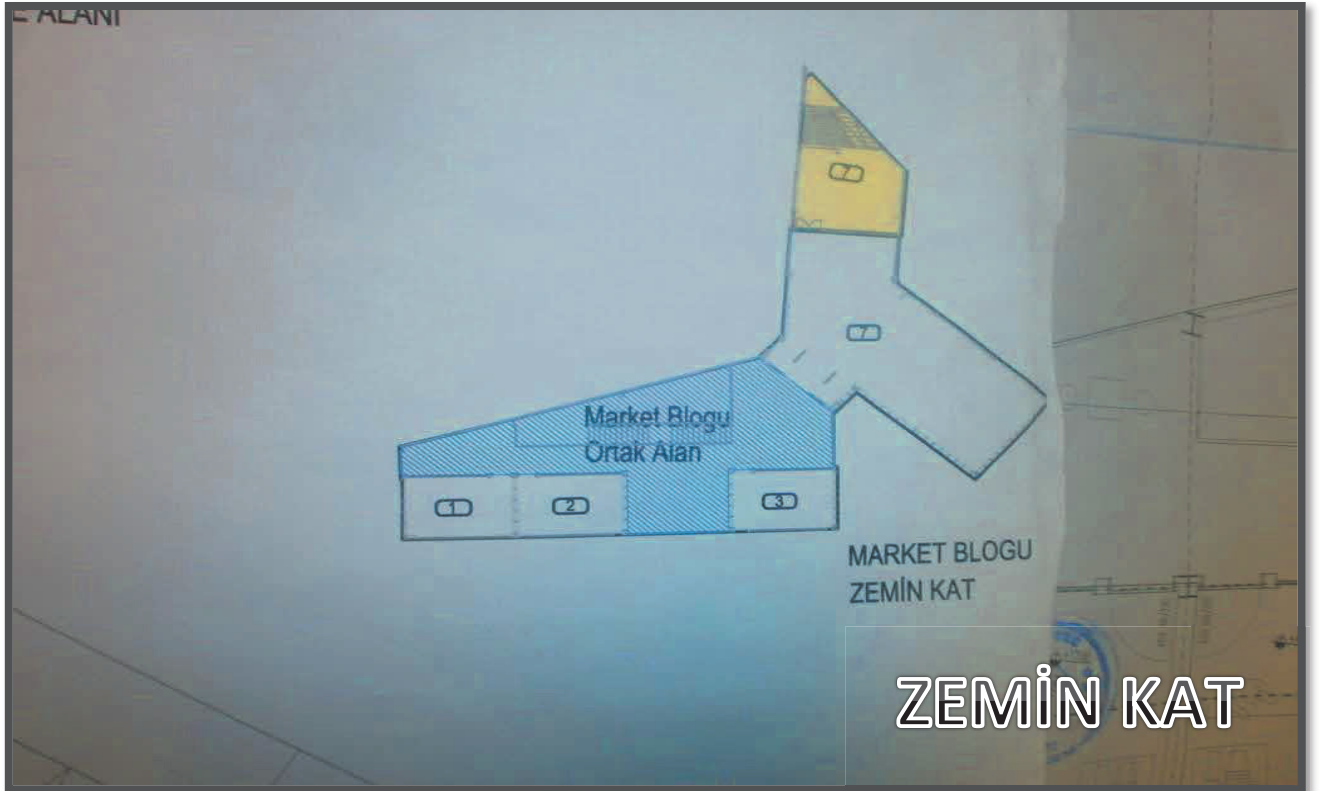 ALANI
7
7
Market Blogu
Ortak Alan
1
2
3
MARKET BLOGU
ZEMİN KAT
ZEMİN KAT